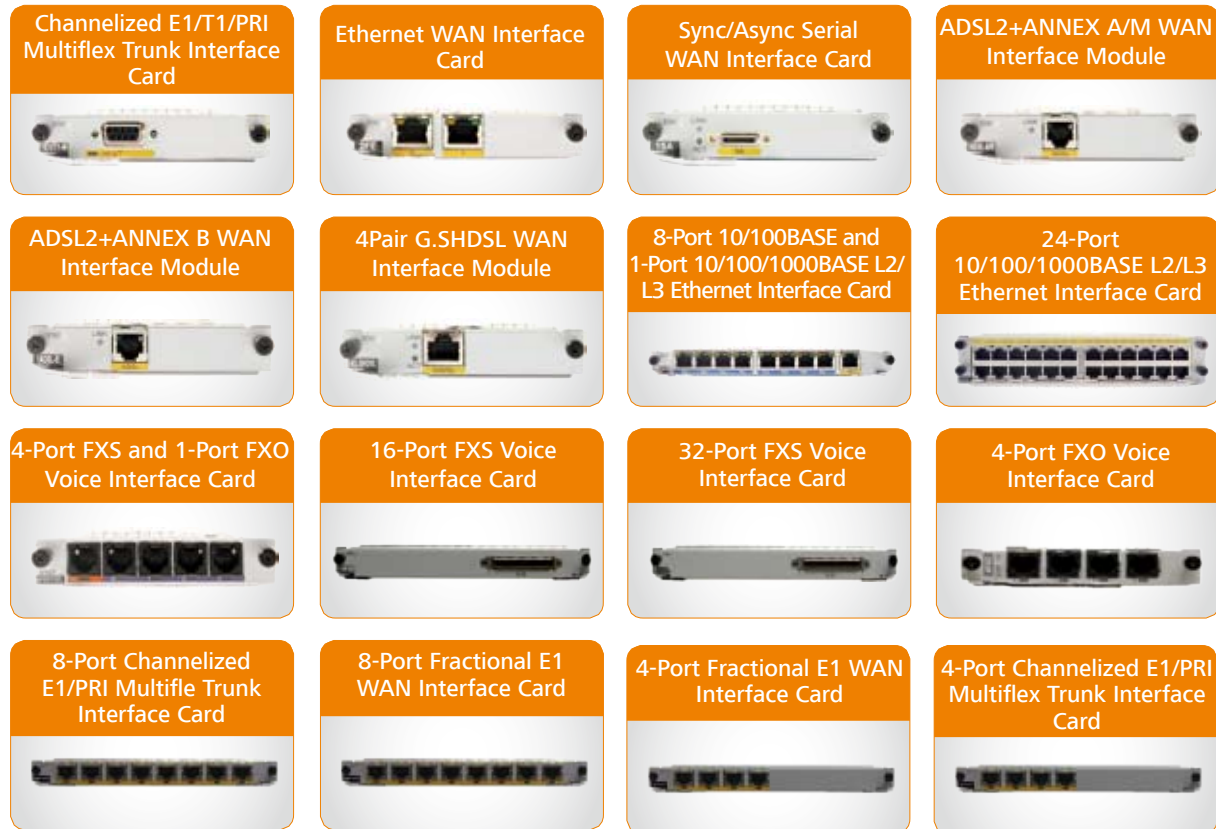 Channelized E1/T1/PRI
Multiflex Trunk Interface
Card
Ethernet WAN Interface
Card
Sync/Async Serial
WAN Interface Card
ADSL2+ANNEX A/M WAN
Interface Module
ADSL2+ANNEX B WAN
Interface Module
4Pair G.SHDSL WAN
Interface Module
8-Port 10/100BASE and
1-Port 10/100/1000BASE L2/
L3 Ethernet Interface Card
24-Port
10/100/1000BASE L2/L3
Ethernet Interface Card
4-Port FXS and 1-Port FXO
Voice Interface Card
16-Port FXS Voice
Interface Card
32-Port FXS Voice
Interface Card
4-Port FXO Voice
Interface Card
8-Port Channelized
E1/PRI Multifle Trunk
Interface Card
8-Port Fractional E1
WAN Interface Card
4-Port Fractional E1 WAN
Interface Card
4-Port Channelized E1/PRI
Multiflex Trunk Interface
Card